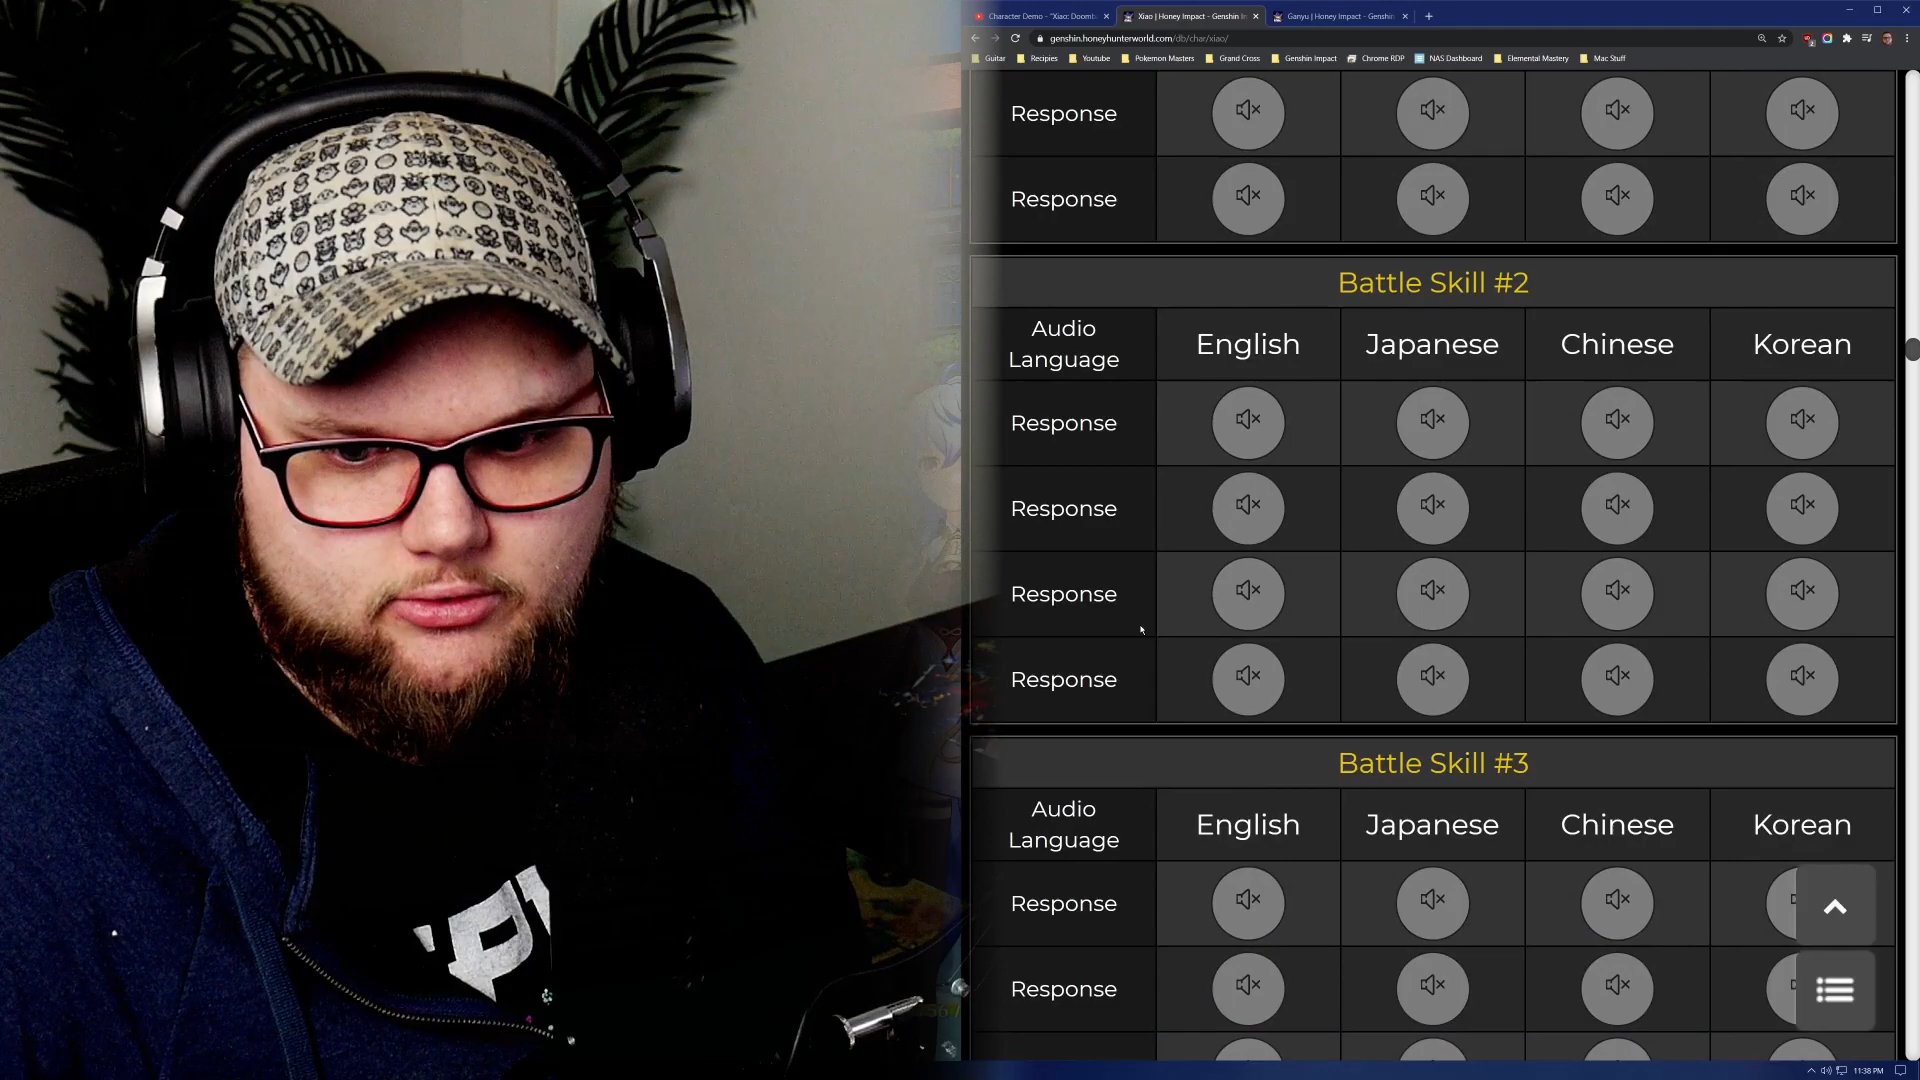 Character Demo - "Xiao: Doomb
Xiao | Honey Impact - Genshin In
Ganyu | Honey Impact - Genshin
genshin.honeyhunterworld.com/db/char/xiao/
Guitar
Recipies
Youtube
Pokemon Masters
Grand Cross
Genshin Impact
Chrome RDP
NAS Dashboard
Elemental Mastery
Mac Stuff
Response
Response
Battle Skill #2
Audio
Language
English
Japanese
Chinese
Korean
Response
Response
Response
Response
Battle Skill #3
Audio
Language
English
Japanese
Chinese
Korean
Response
Response
11:38 PM